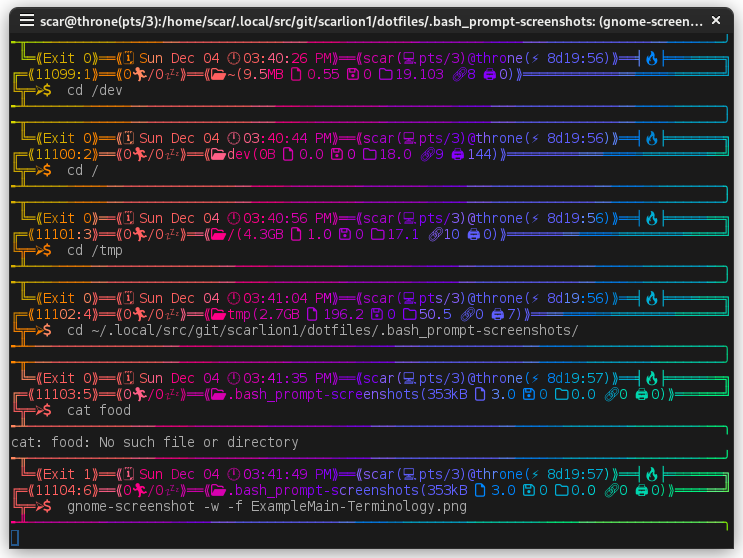 scar@throne(pts/3):/home/scar/.local/src/git/scarlion1/dotfiles/.bash_prompt-screenshots: (gnome-screen...
⟪Exit 0⟫══⟪🗓 Sun Dec 04 🕛03:40:26 PM⟫══⟪scar(💻pts/3)@throne(⚡ 8d19:56)⟫══┤🔥╞
⟪11099:1⟫══⟪0🏃/0💤⟫══⟪📂~(9.5MB 🗋 0.55 🖫0 🗀19.103 🔗8 🖨0)⟫
➢$ cd /dev
⟪Exit 0⟫══⟪🗓 Sun Dec 04 🕛03:40:44 PM⟫══⟪scar(💻pts/3)@throne(⚡ 8d19:56)⟫══┤🔥╞
⟪11100:2⟫══⟪0🏃/0💤⟫══⟪📂dev(0B 🗋 0.0 🖫0 🗀18.0 🔗9 🖨144)⟫
➢$ cd /
⟪Exit 0⟫══⟪🗓 Sun Dec 04 🕛03:40:56 PM⟫══⟪scar(💻pts/3)@throne(⚡ 8d19:56)⟫══┤🔥╞
⟪11101:3⟫══⟪0🏃/0💤⟫══⟪📂/(4.3GB 🗋 1.0 🖫0 🗀17.1 🔗10 🖨0)⟫
➢$ cd /tmp
⟪Exit 0⟫══⟪🗓 Sun Dec 04 🕛03:41:04 PM⟫══⟪scar(💻pts/3)@throne(⚡ 8d19:56)⟫══┤🔥╞
⟪11102:4⟫══⟪0🏃/0💤⟫══⟪📂tmp(2.7GB 🗋 196.2 🖫0 🗀50.5 🔗0 🖨7)⟫
➢$ cd ~/.local/src/git/scarlion1/dotfiles/.bash_prompt-screenshots/
⟪Exit 0⟫══⟪🗓 Sun Dec 04 🕛03:41:35 PM⟫══⟪scar(💻pts/3)@throne(⚡ 8d19:57)⟫══┤🔥╞
⟪11103:5⟫══⟪0🏃/0💤⟫══⟪📂.bash_prompt-screenshots(353kB 🗋 3.0 🖫0 🗀0.0 🔗0 🖨0)⟫
➢$ cat food
cat: food: No such file or directory
⟪Exit 1⟫══⟪🗓 Sun Dec 04 🕛03:41:49 PM⟫══⟪scar(💻pts/3)@throne(⚡ 8d19:57)⟫══┤🔥╞
⟪11104:6⟫══⟪0🏃/0💤⟫══⟪📂.bash_prompt-screenshots(353kB 🗋 3.0 🖫0 🗀0.0 🔗0 🖨0)⟫
➢$ gnome-screenshot -w -f ExampleMain-Terminology.png